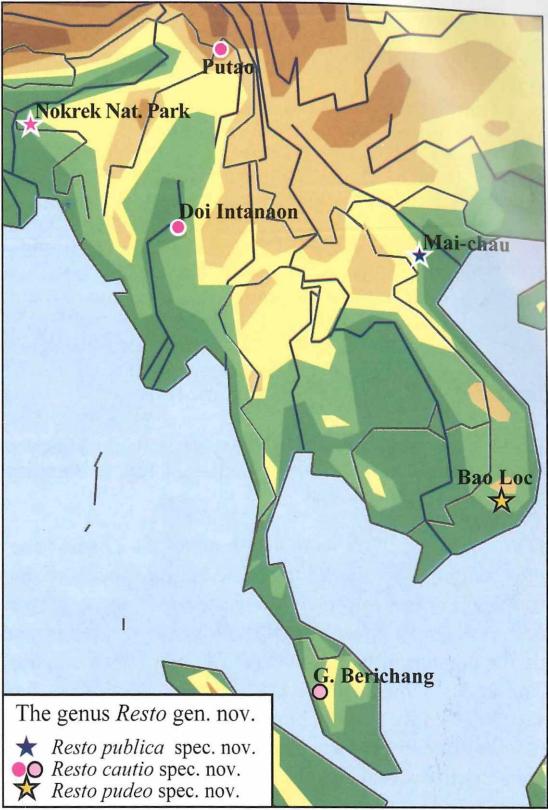 Putao
Nokrek Nat. Park
Doi Intanaon
Mai-chau
Bao Loc
G. Berichang
The genus Resto gen. nov.
Resto publica spec. nov.
Resto cautio spec. nov.
Resto pudeo spec. nov.